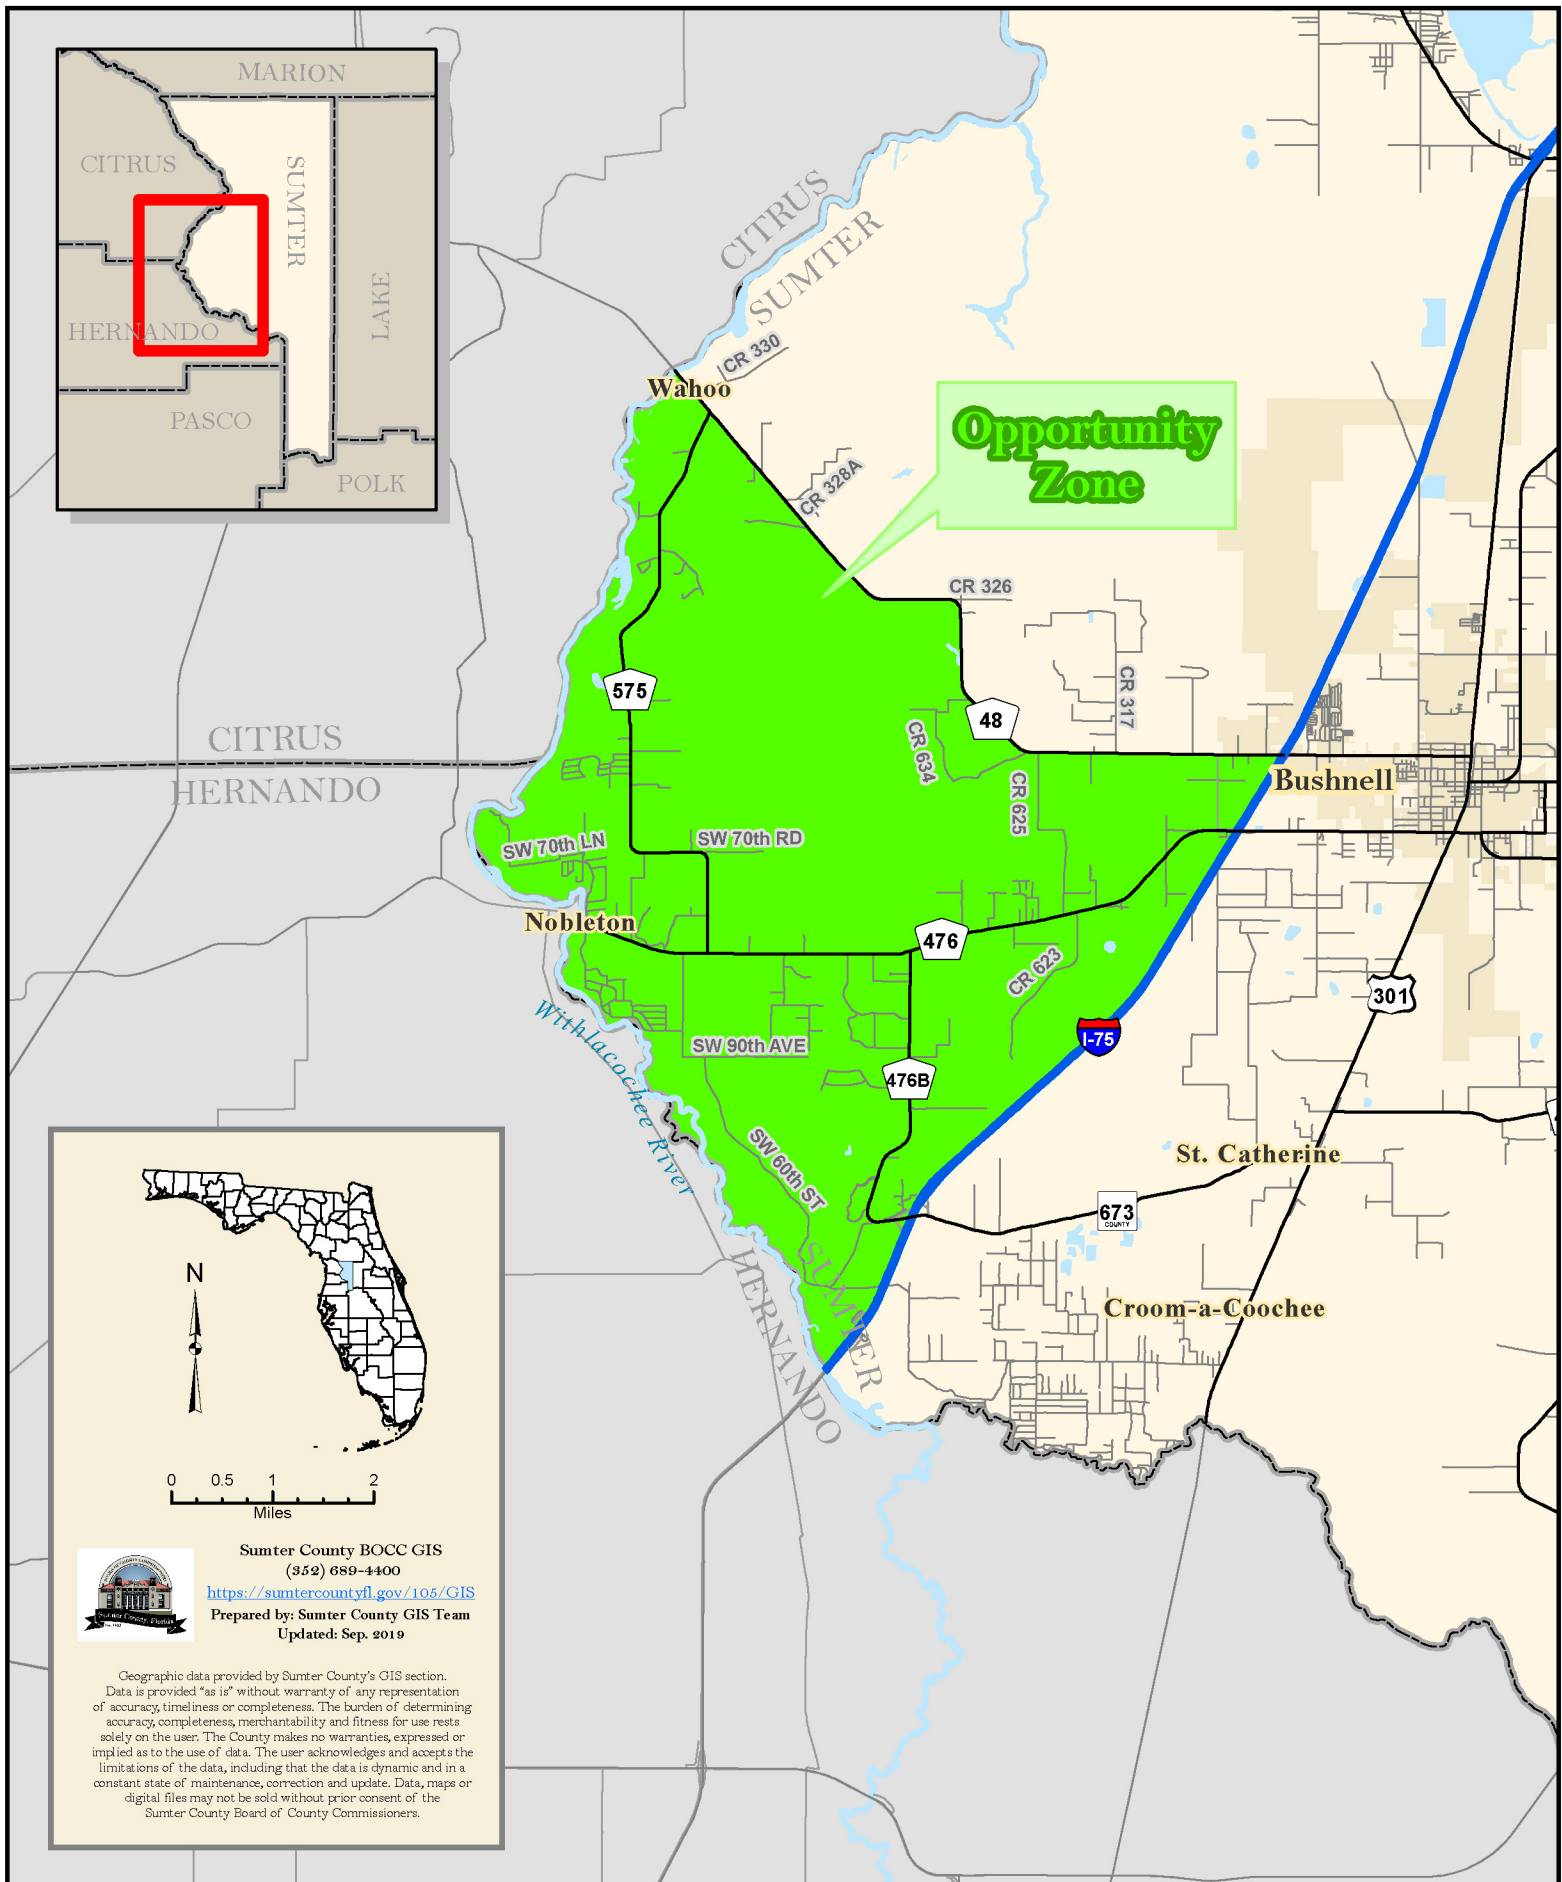 MARION
CITRUS
SUMTER
HERNANDO
LAKE
PASCO
POLK
CITRUS
SUMTER
CR 330
Wahoo
Opportunity
Zone
CR 328A
CR 326
575
48
CR 317
CR 634
CITRUS
HERNANDO
Bushnell
CR 625
SW 70th LN
SW 70th RD
Nobleton
476
CR 623
301
Withlacochee River
I-75
SW 90th AVE
476B
SW 60th ST
St. Catherine
673
COUNTY
SUMTER
HERNANDO
Croom-a-Coochee
N
0 0.5 1 2
Miles
Sumter County BOCC GIS
(352) 689-4400
https://sumtercountyfl.gov/105/GIS
Prepared by: Sumter County GIS Team
Updated: Sep. 2019
Sumter County, Florida
Geographic data provided by Sumter County's GIS section.
Data is provided "as is" without warranty of any representation
of accuracy, timeliness or completeness. The burden of determining
accuracy, completeness, merchantability and fitness for use rests
solely on the user. The County makes no warranties, expressed or
implied as to the use of data. The user acknowledges and accepts the
limitations of the data, including that the data is dynamic and in a
constant state of maintenance, correction and update. Data, maps or
digital files may not be sold without prior consent of the
Sumter County Board of County Commissioners.